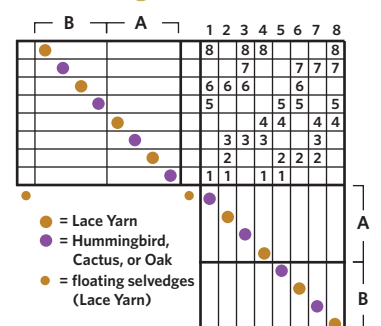 B A
1 2 3 4 5 6 7 8
8 8 8 8
7 7 7 7
6 6 6 6
5 5 5 5
4 4 4 4
3 3 3 3
2 2 2 2
1 1 1 1
= Lace Yarn
= Hummingbird,
Cactus, or Oak
= floating selvedges
(Lace Yarn)
A
B